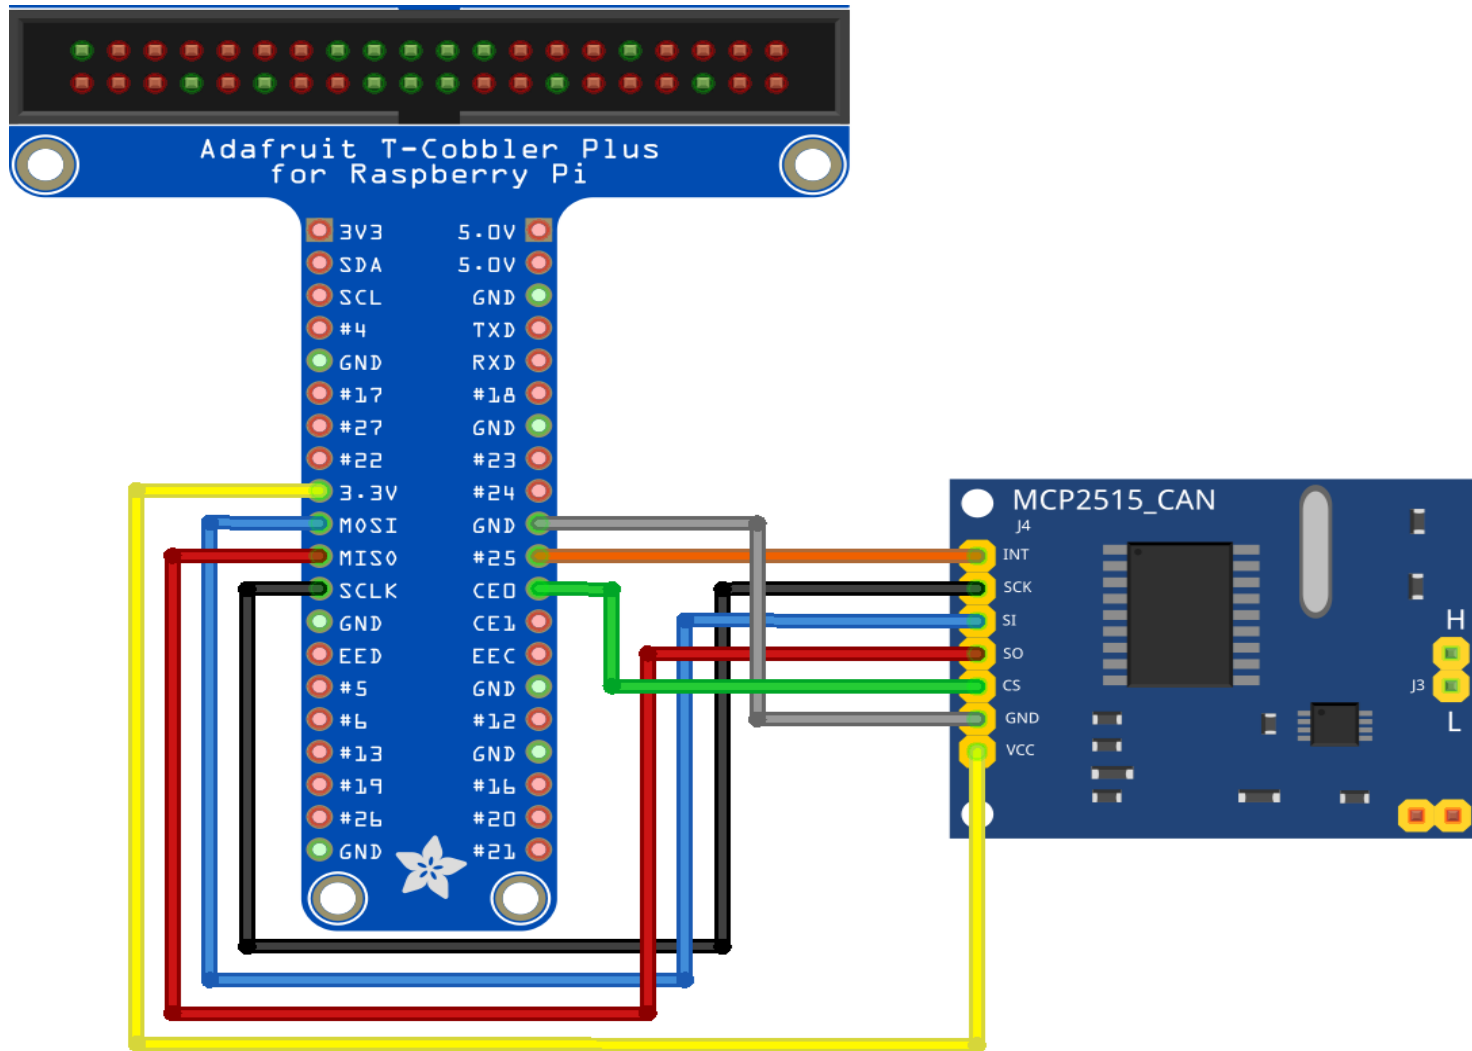 Adafruit T-Cobbler Plus
for Raspberry Pi
3V3 5.0V
SDA 5.0V
SCL GND
#4 TXD
GND RXD
#17 #18
#27 GND
#22 #23
3.3V #24
MOSI GND
MISO #25
SCLK CE0
GND CE1
EED EEC
#5 GND
#6 #12
#13 GND
#19 #16
#26 #20
GND #21
MCP2515_CAN
J4
INT
SCK
SI
SO
CS
GND
VCC
H
J3
L